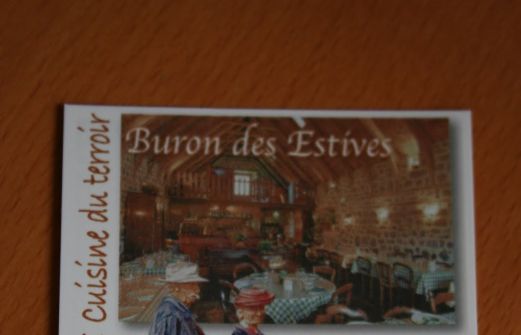 Buron des Estives
Cuisine du terroir